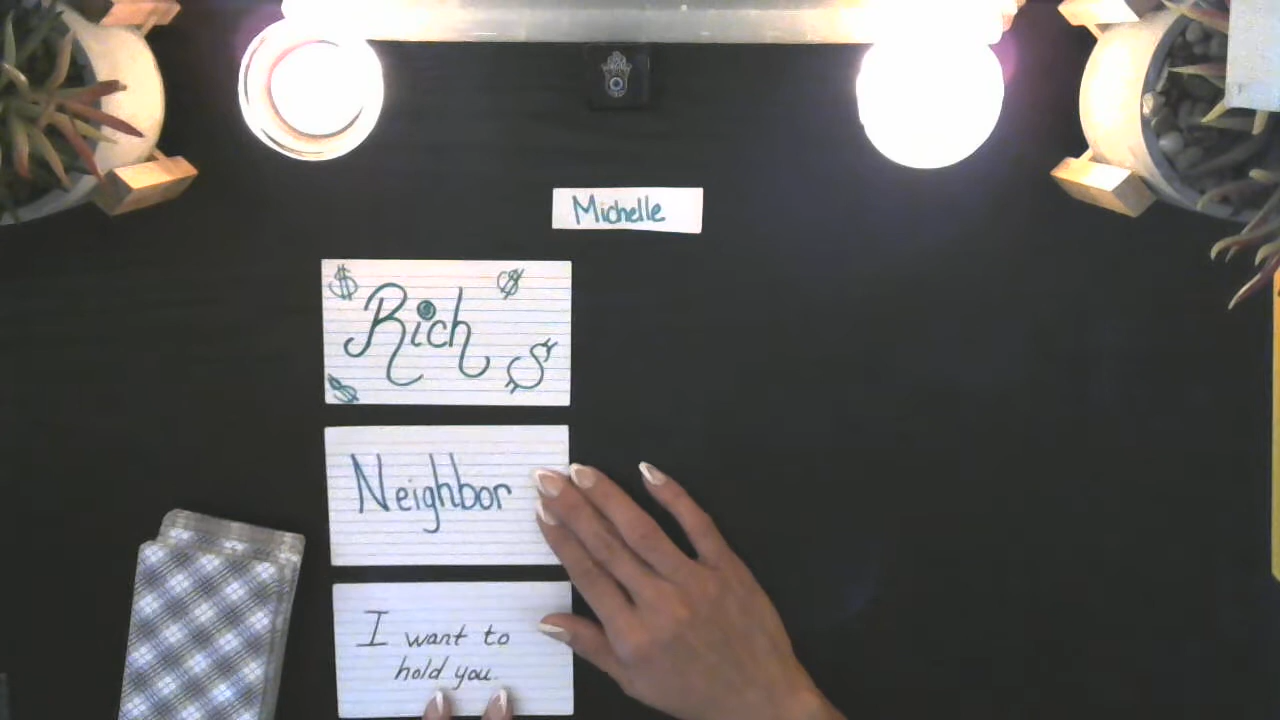 Michelle
$ $
Rich
$ $
Neighbor
I want to
hold you.